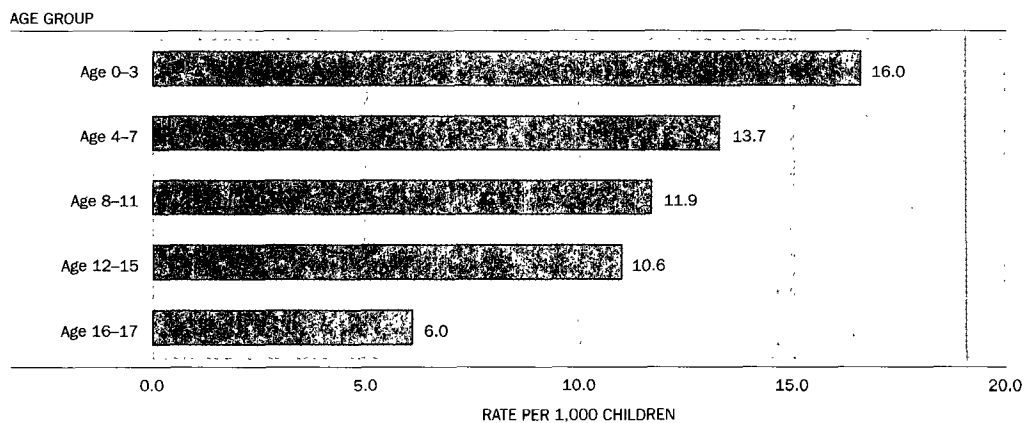 AGE GROUP
Age 0–3 16.0
Age 4–7 13.7
Age 8–11 11.9
Age 12–15 10.6
Age 16–17 6.0
0.0 5.0 10.0 15.0 20.0
RATE PER 1,000 CHILDREN